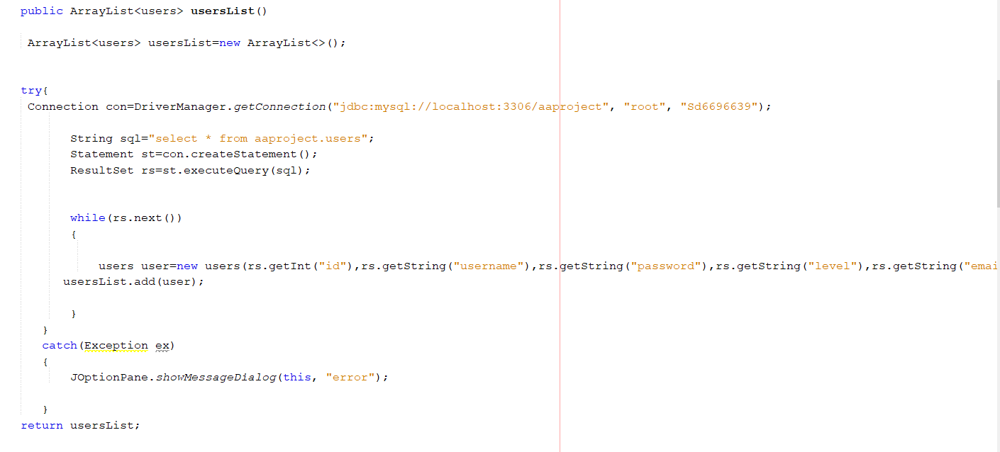 public ArrayList<users> usersList()
ArrayList<users> usersList=new ArrayList<>();
try{
Connection con=DriverManager.getConnection("jdbc:mysql://localhost:3306/aaproject", "root", "Sd6696639");
String sql="select * from aaproject.users";
Statement st=con.createStatement();
ResultSet rs=st.executeQuery(sql);
while(rs.next())
{
users user=new users(rs.getInt("id"),rs.getString("username"),rs.getString("password"),rs.getString("level"),rs.getString("emai
usersList.add(user);
}
}
catch(Exception ex)
{
JOptionPane.showMessageDialog(this, "error");
}
return usersList;